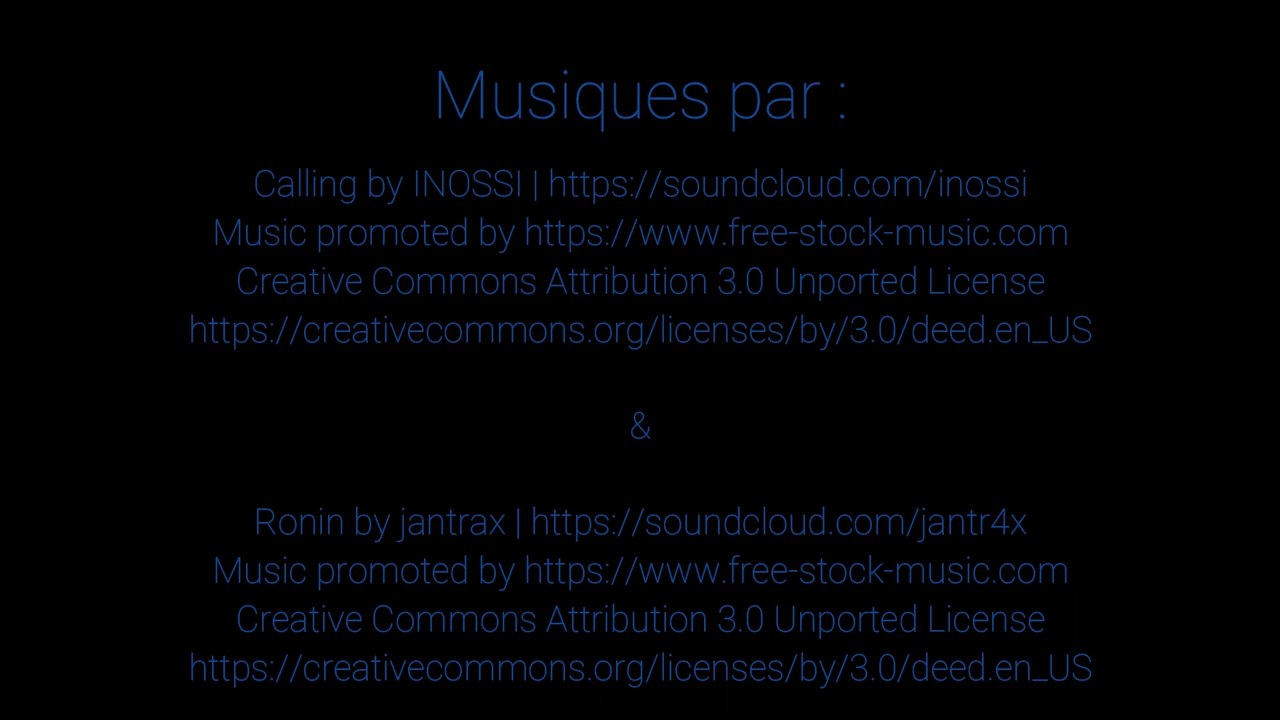 Musiques par :
Calling by INOSSI | https://soundcloud.com/inossi
Music promoted by https://www.free-stock-music.com
Creative Commons Attribution 3.0 Unported License
https://creativecommons.org/licenses/by/3.0/deed.en_US
&
Ronin by jantrax | https://soundcloud.com/jantr4x
Music promoted by https://www.free-stock-music.com
Creative Commons Attribution 3.0 Unported License
https://creativecommons.org/licenses/by/3.0/deed.en_US